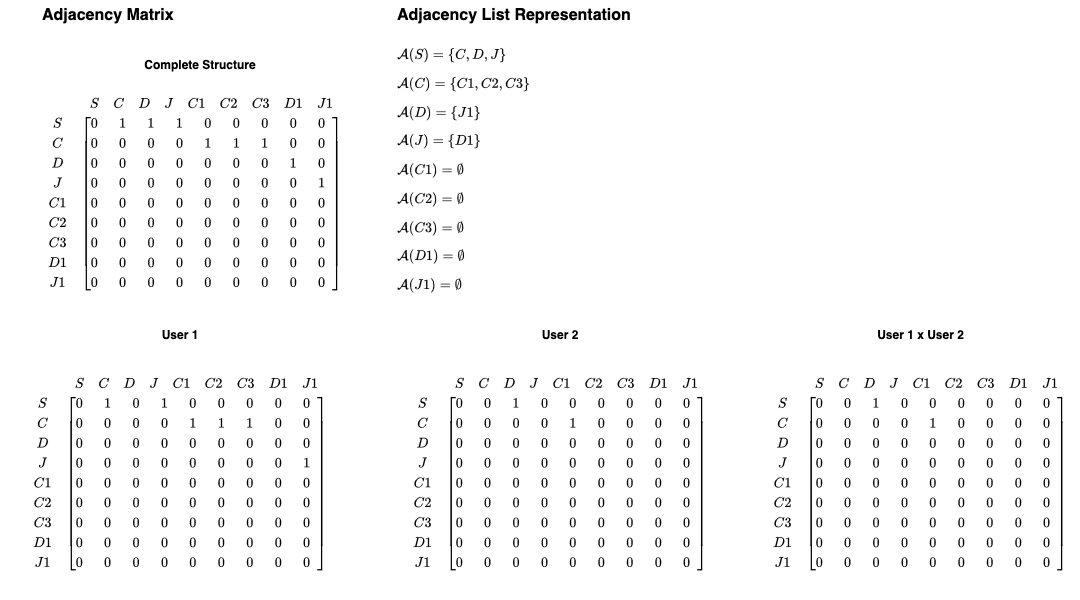 Adjacency Matrix
Adjacency List Representation
Complete Structure
S C D J C1 C2 C3 D1 J1
S [0 1 1 1 0 0 0 0 0]
C 0 0 0 0 1 1 1 0 0
D 0 0 0 0 0 0 0 1 0
J 0 0 0 0 0 0 0 0 1
C1 0 0 0 0 0 0 0 0 0
C2 0 0 0 0 0 0 0 0 0
C3 0 0 0 0 0 0 0 0 0
D1 0 0 0 0 0 0 0 0 0
J1 0 0 0 0 0 0 0 0 0
𝒜(S) = {C, D, J}
𝒜(C) = {C1, C2, C3}
𝒜(D) = {J1}
𝒜(J) = {D1}
𝒜(C1) = ∅
𝒜(C2) = ∅
𝒜(C3) = ∅
𝒜(D1) = ∅
𝒜(J1) = ∅
User 1
S C D J C1 C2 C3 D1 J1
S 0 1 0 1 0 0 0 0 0
C 0 0 0 0 1 1 1 0 0
D 0 0 0 0 0 0 0 0 0
J 0 0 0 0 0 0 0 0 1
C1 0 0 0 0 0 0 0 0 0
C2 0 0 0 0 0 0 0 0 0
C3 0 0 0 0 0 0 0 0 0
D1 0 0 0 0 0 0 0 0 0
J1 0 0 0 0 0 0 0 0 0
User 2
S C D J C1 C2 C3 D1 J1
S 0 0 1 0 0 0 0 0 0
C 0 0 0 0 1 0 0 0 0
D 0 0 0 0 0 0 0 0 0
J 0 0 0 0 0 0 0 0 0
C1 0 0 0 0 0 0 0 0 0
C2 0 0 0 0 0 0 0 0 0
C3 0 0 0 0 0 0 0 0 0
D1 0 0 0 0 0 0 0 0 0
J1 0 0 0 0 0 0 0 0 0
User 1 x User 2
S C D J C1 C2 C3 D1 J1
S 0 0 1 0 0 0 0 0 0
C 0 0 0 0 1 0 0 0 0
D 0 0 0 0 0 0 0 0 0
J 0 0 0 0 0 0 0 0 0
C1 0 0 0 0 0 0 0 0 0
C2 0 0 0 0 0 0 0 0 0
C3 0 0 0 0 0 0 0 0 0
D1 0 0 0 0 0 0 0 0 0
J1 0 0 0 0 0 0 0 0 0